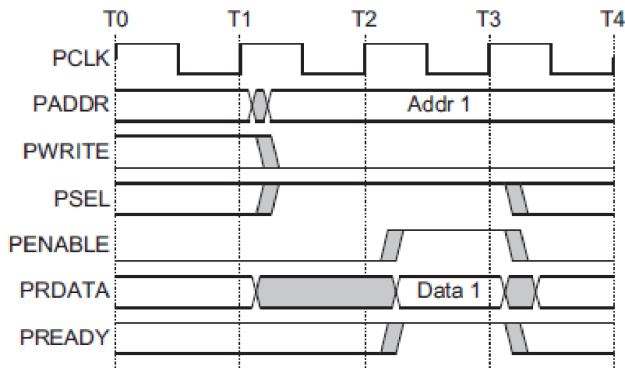 T0 T1 T2 T3 T4
PCLK
PADDR Addr 1
PWRITE
PSEL
PENABLE
PRDATA Data 1
PREADY